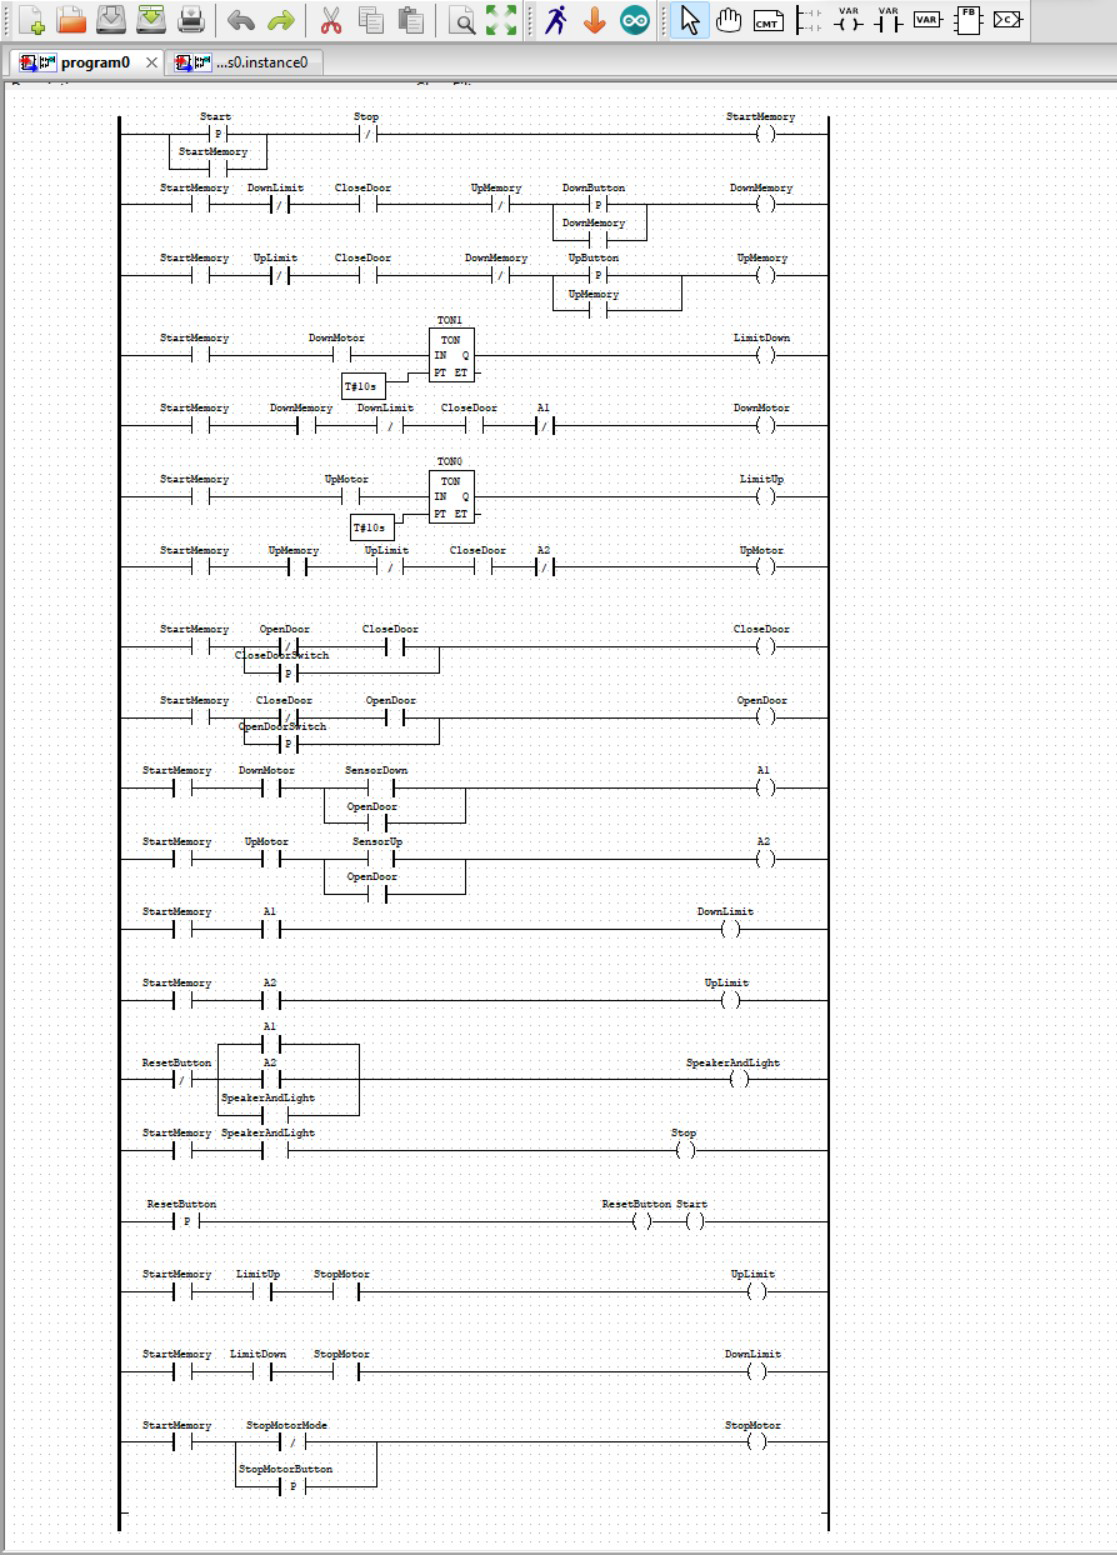 CMT VAR VAR VAR FB C
program0 ...s0.instance0
Start Stop StartMemory
P /
StartMemory
StartMemory DownLimit CloseDoor UpMemory DownButton DownMemory
/ / P
DownMemory
StartMemory UpLimit CloseDoor DownMemory UpButton UpMemory
/ / P
UpMemory
TON1
StartMemory DownMotor TON LimitDown
IN Q
PT ET
T#10s
StartMemory DownMemory DownLimit CloseDoor A1 DownMotor
/ /
TON0
StartMemory UpMotor TON LimitUp
IN Q
PT ET
T#10s
StartMemory UpMemory UpLimit CloseDoor A2 UpMotor
/ /
StartMemory OpenDoor CloseDoor CloseDoor
/
CloseDoorSwitch
P
StartMemory CloseDoor OpenDoor OpenDoor
/
OpenDoorSwitch
P
StartMemory DownMotor SensorDown A1
OpenDoor
StartMemory UpMotor SensorUp A2
OpenDoor
StartMemory A1 DownLimit
StartMemory A2 UpLimit
A1
ResetButton A2 SpeakerAndLight
/
SpeakerAndLight
StartMemory SpeakerAndLight Stop
ResetButton ResetButton Start
P
StartMemory LimitUp StopMotor UpLimit
StartMemory LimitDown StopMotor DownLimit
StartMemory StopMotorMode StopMotor
/
StopMotorButton
P